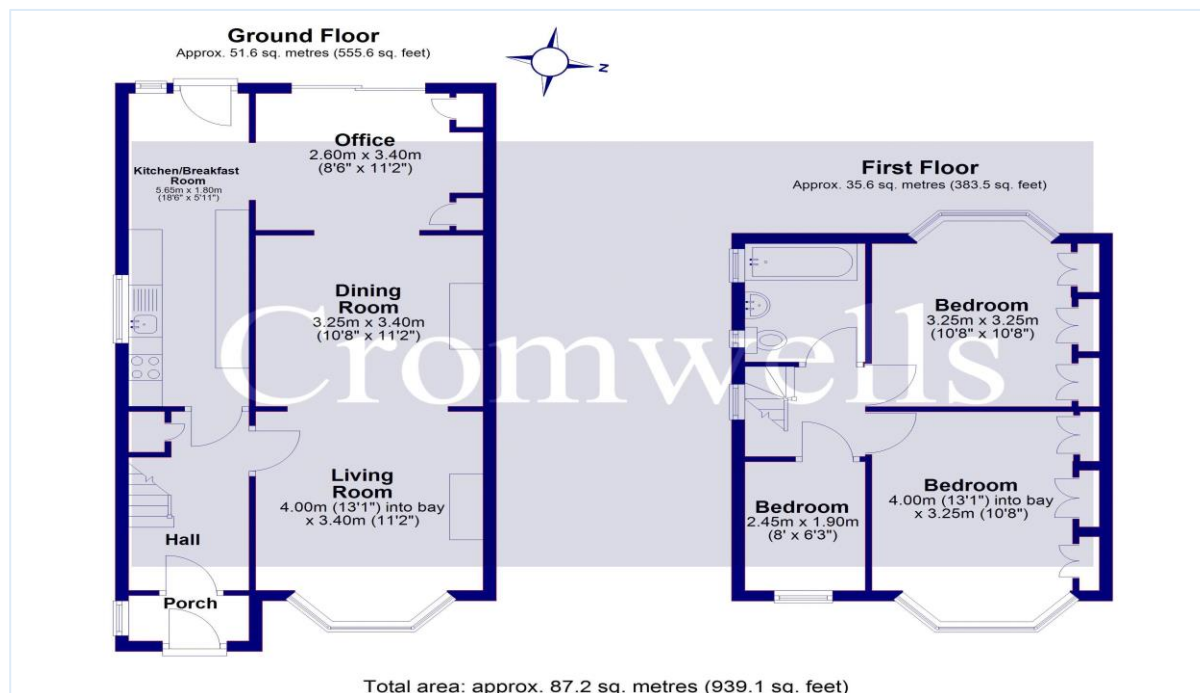 Ground Floor
Approx. 51.6 sq. metres (555.6 sq. feet)
N
Office
2.60m x 3.40m
(8'6" x 11'2")
Kitchen/Breakfast
Room
5.65m x 1.80m
(18'6" x 5'11")
Dining
Room
3.25m x 3.40m
(10'8" x 11'2")
Living
Room
4.00m (13'1") into bay
x 3.40m (11'2")
Hall
Porch
First Floor
Approx. 35.6 sq. metres (383.5 sq. feet)
Bedroom
3.25m x 3.25m
(10'8" x 10'8")
Bedroom
4.00m (13'1") into bay
x 3.25m (10'8")
Bedroom
2.45m x 1.90m
(8' x 6'3")
Cromwells
Total area: approx. 87.2 sq. metres (939.1 sq. feet)